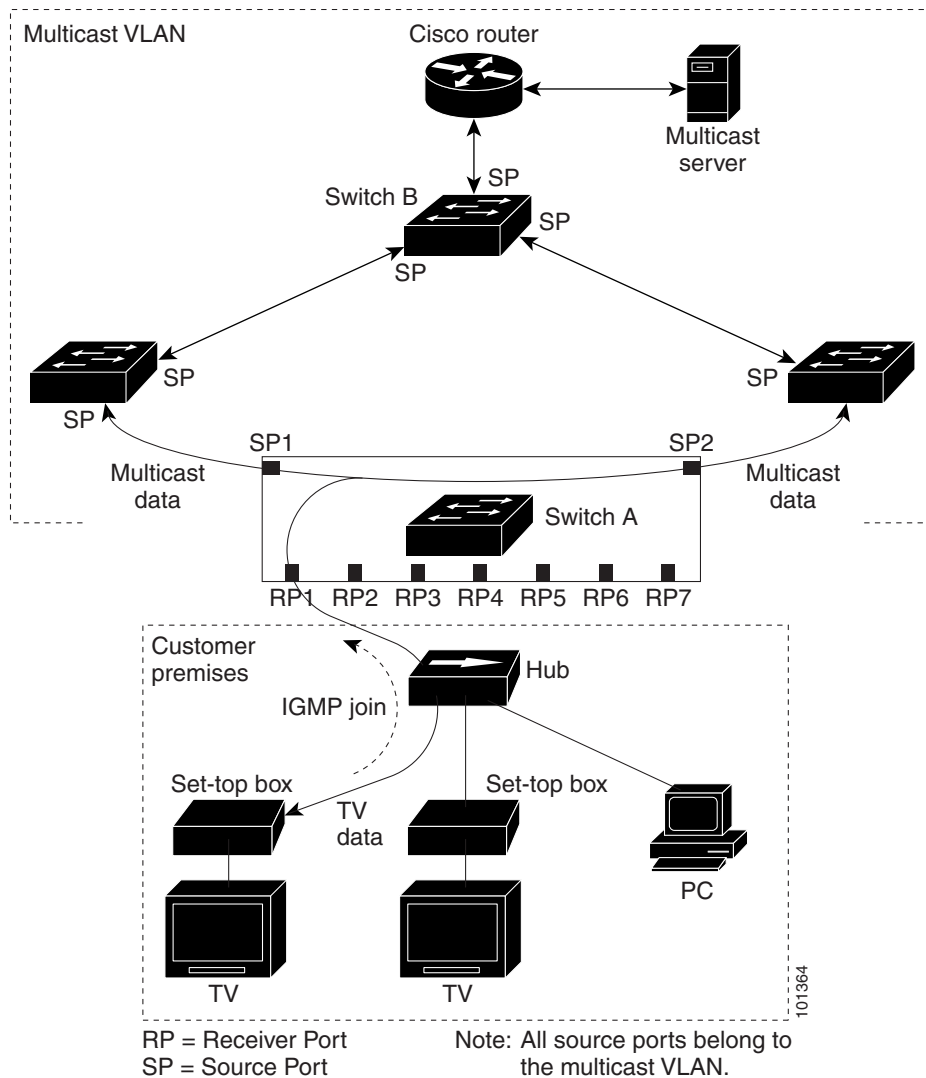 Multicast VLAN
Cisco router
Multicast
server
SP
Switch B
SP
SP
SP
SP
SP
SP1
SP2
Multicast
data
Multicast
data
Switch A
RP1 RP2 RP3 RP4 RP5 RP6 RP7
Customer
premises
Hub
IGMP join
Set-top box
Set-top box
TV
data
PC
TV
TV
101364
RP = Receiver Port
SP = Source Port
Note: All source ports belong to
the multicast VLAN.